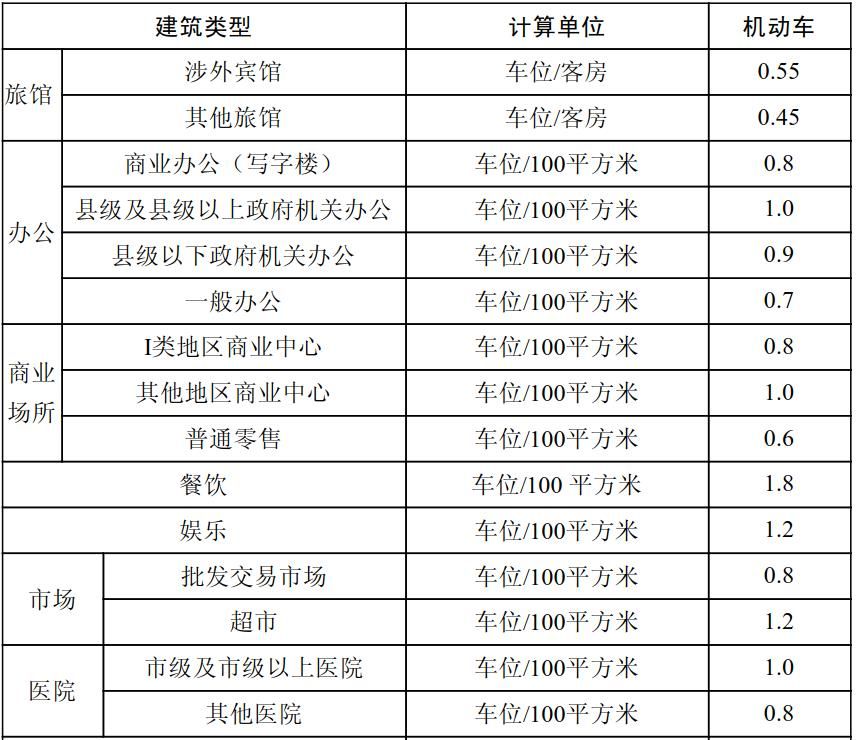 建筑类型 计算单位 机动车
旅馆 涉外宾馆 车位/客房 0.55
其他旅馆 车位/客房 0.45
办公 商业办公（写字楼） 车位/100平方米 0.8
县级及县级以上政府机关办公 车位/100平方米 1.0
县级以下政府机关办公 车位/100平方米 0.9
一般办公 车位/100平方米 0.7
商业场所 I类地区商业中心 车位/100平方米 0.8
其他地区商业中心 车位/100平方米 1.0
普通零售 车位/100平方米 0.6
餐饮 车位/100 平方米 1.8
娱乐 车位/100平方米 1.2
市场 批发交易市场 车位/100平方米 0.8
超市 车位/100平方米 1.2
医院 市级及市级以上医院 车位/100平方米 1.0
其他医院 车位/100平方米 0.8